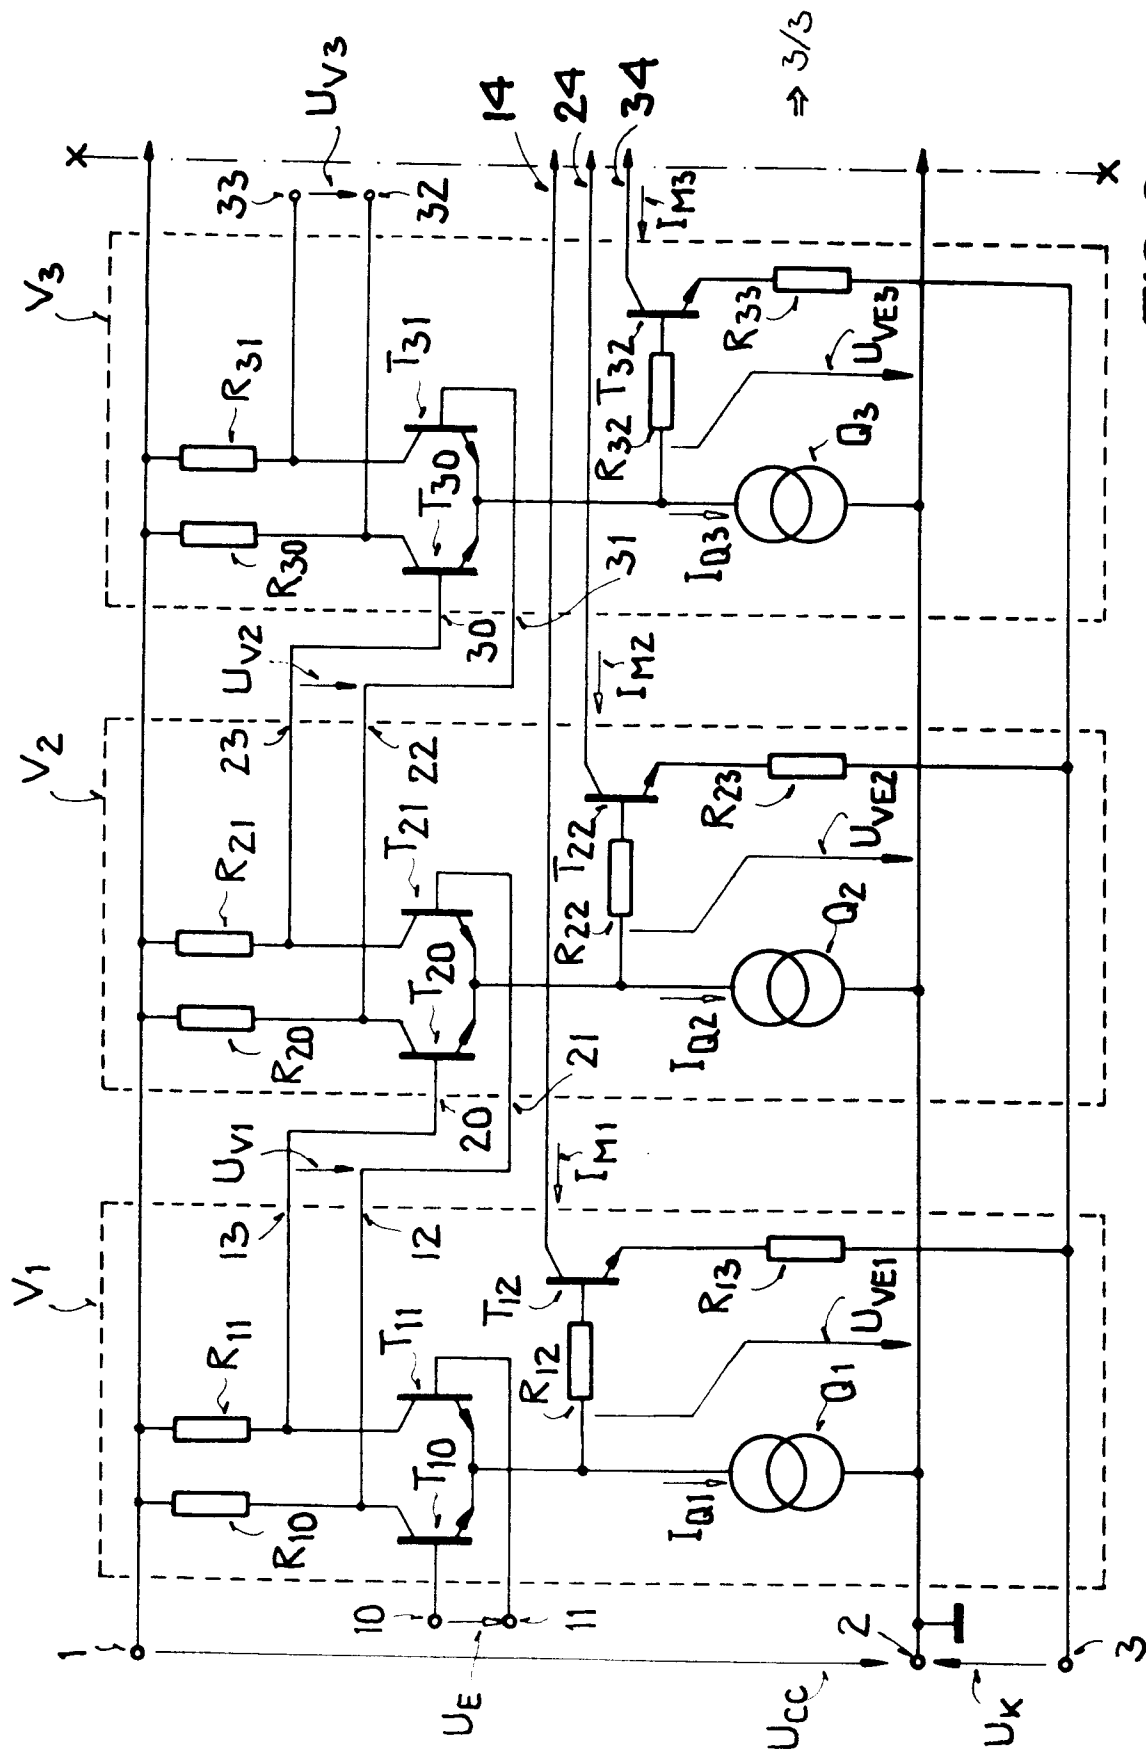 V1
V2
V3
1
R10
R11
R20
R21
R30
R31
x
13
12
UV1
23
22
UV2
33
32
UV3
10
11
UE
T10
T11
20
21
T20
T21
30
31
T30
T31
14
24
34
IM1
IM2
IM3
T12
R12
T22
R22
T32
R32
IQ1
IQ2
IQ3
R13
R23
R33
Q1
Q2
Q3
UVE1
UVE2
UVE3
⇒ 3/3
UCC
2
UK
3
x